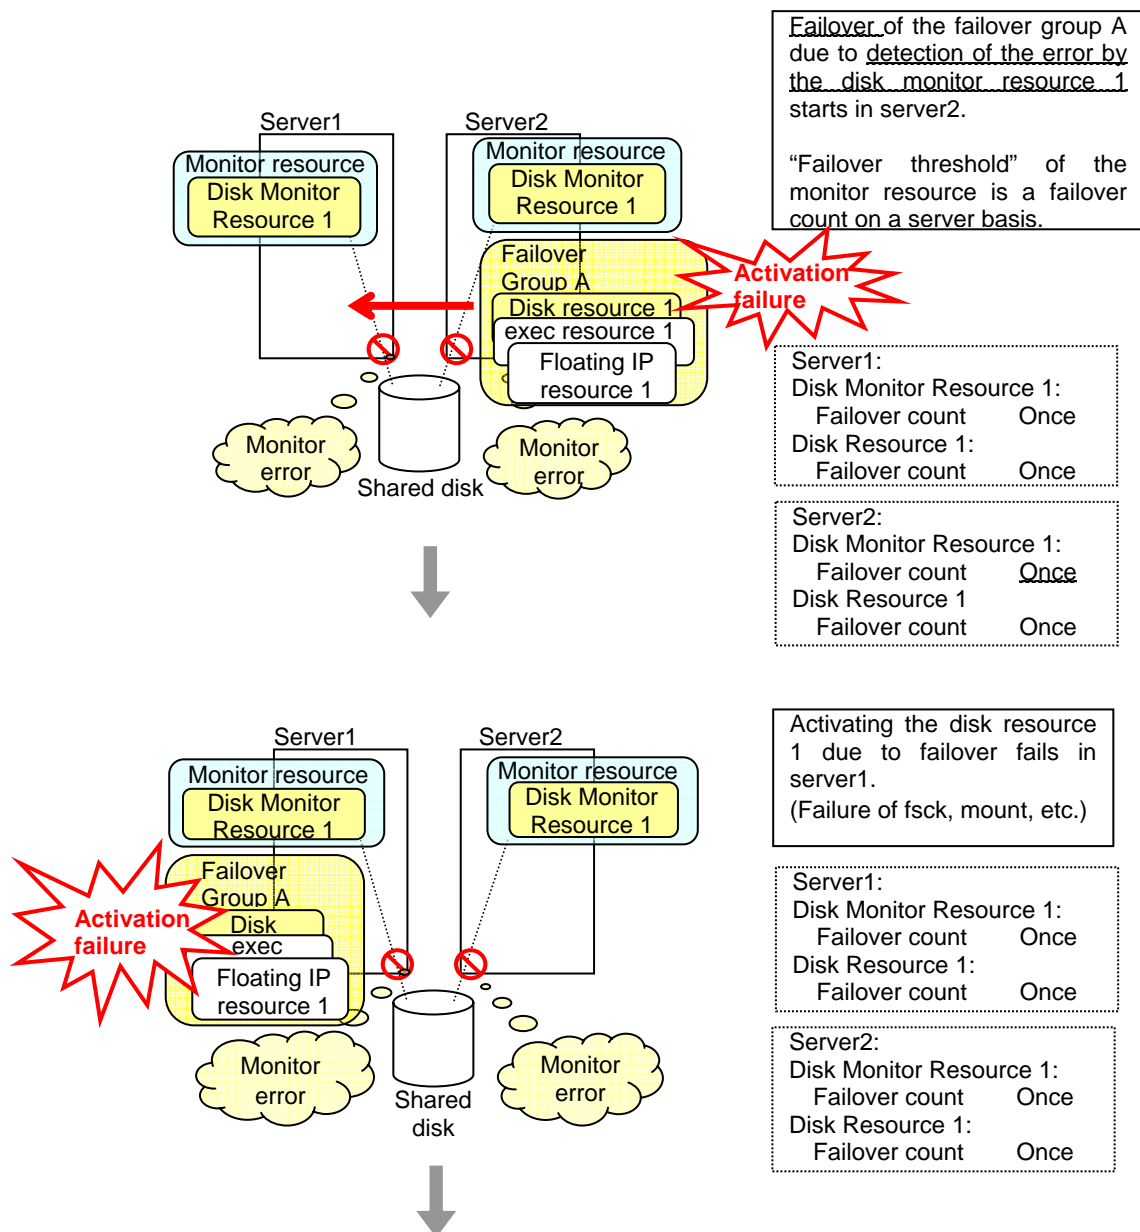 Failover of the failover group A
due to detection of the error by
the disk monitor resource 1
starts in server2.
“Failover threshold” of the
monitor resource is a failover
count on a server basis.
Server1
Server2
Monitor resource
Disk Monitor
Resource 1
Monitor resource
Disk Monitor
Resource 1
Failover
Group A
Disk resource 1
exec resource 1
Floating IP
resource 1
Activation
failure
Monitor
error
Shared disk
Monitor
error
Server1:
Disk Monitor Resource 1:
Failover count Once
Disk Resource 1:
Failover count Once
Server2:
Disk Monitor Resource 1:
Failover count Once
Disk Resource 1
Failover count Once
Server1
Server2
Monitor resource
Disk Monitor
Resource 1
Monitor resource
Disk Monitor
Resource 1
Failover
Group A
Disk
exec
Floating IP
resource 1
Activation
failure
Monitor
error
Shared
disk
Monitor
error
Activating the disk resource
1 due to failover fails in
server1.
(Failure of fsck, mount, etc.)
Server1:
Disk Monitor Resource 1:
Failover count Once
Disk Resource 1:
Failover count Once
Server2:
Disk Monitor Resource 1:
Failover count Once
Disk Resource 1:
Failover count Once